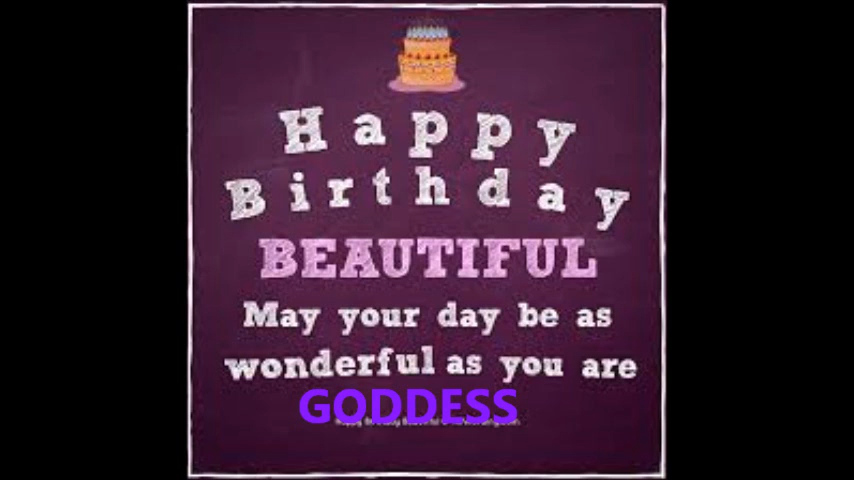 Happy
Birthday
BEAUTIFUL
May your day be as
wonderful as you are
GODDESS